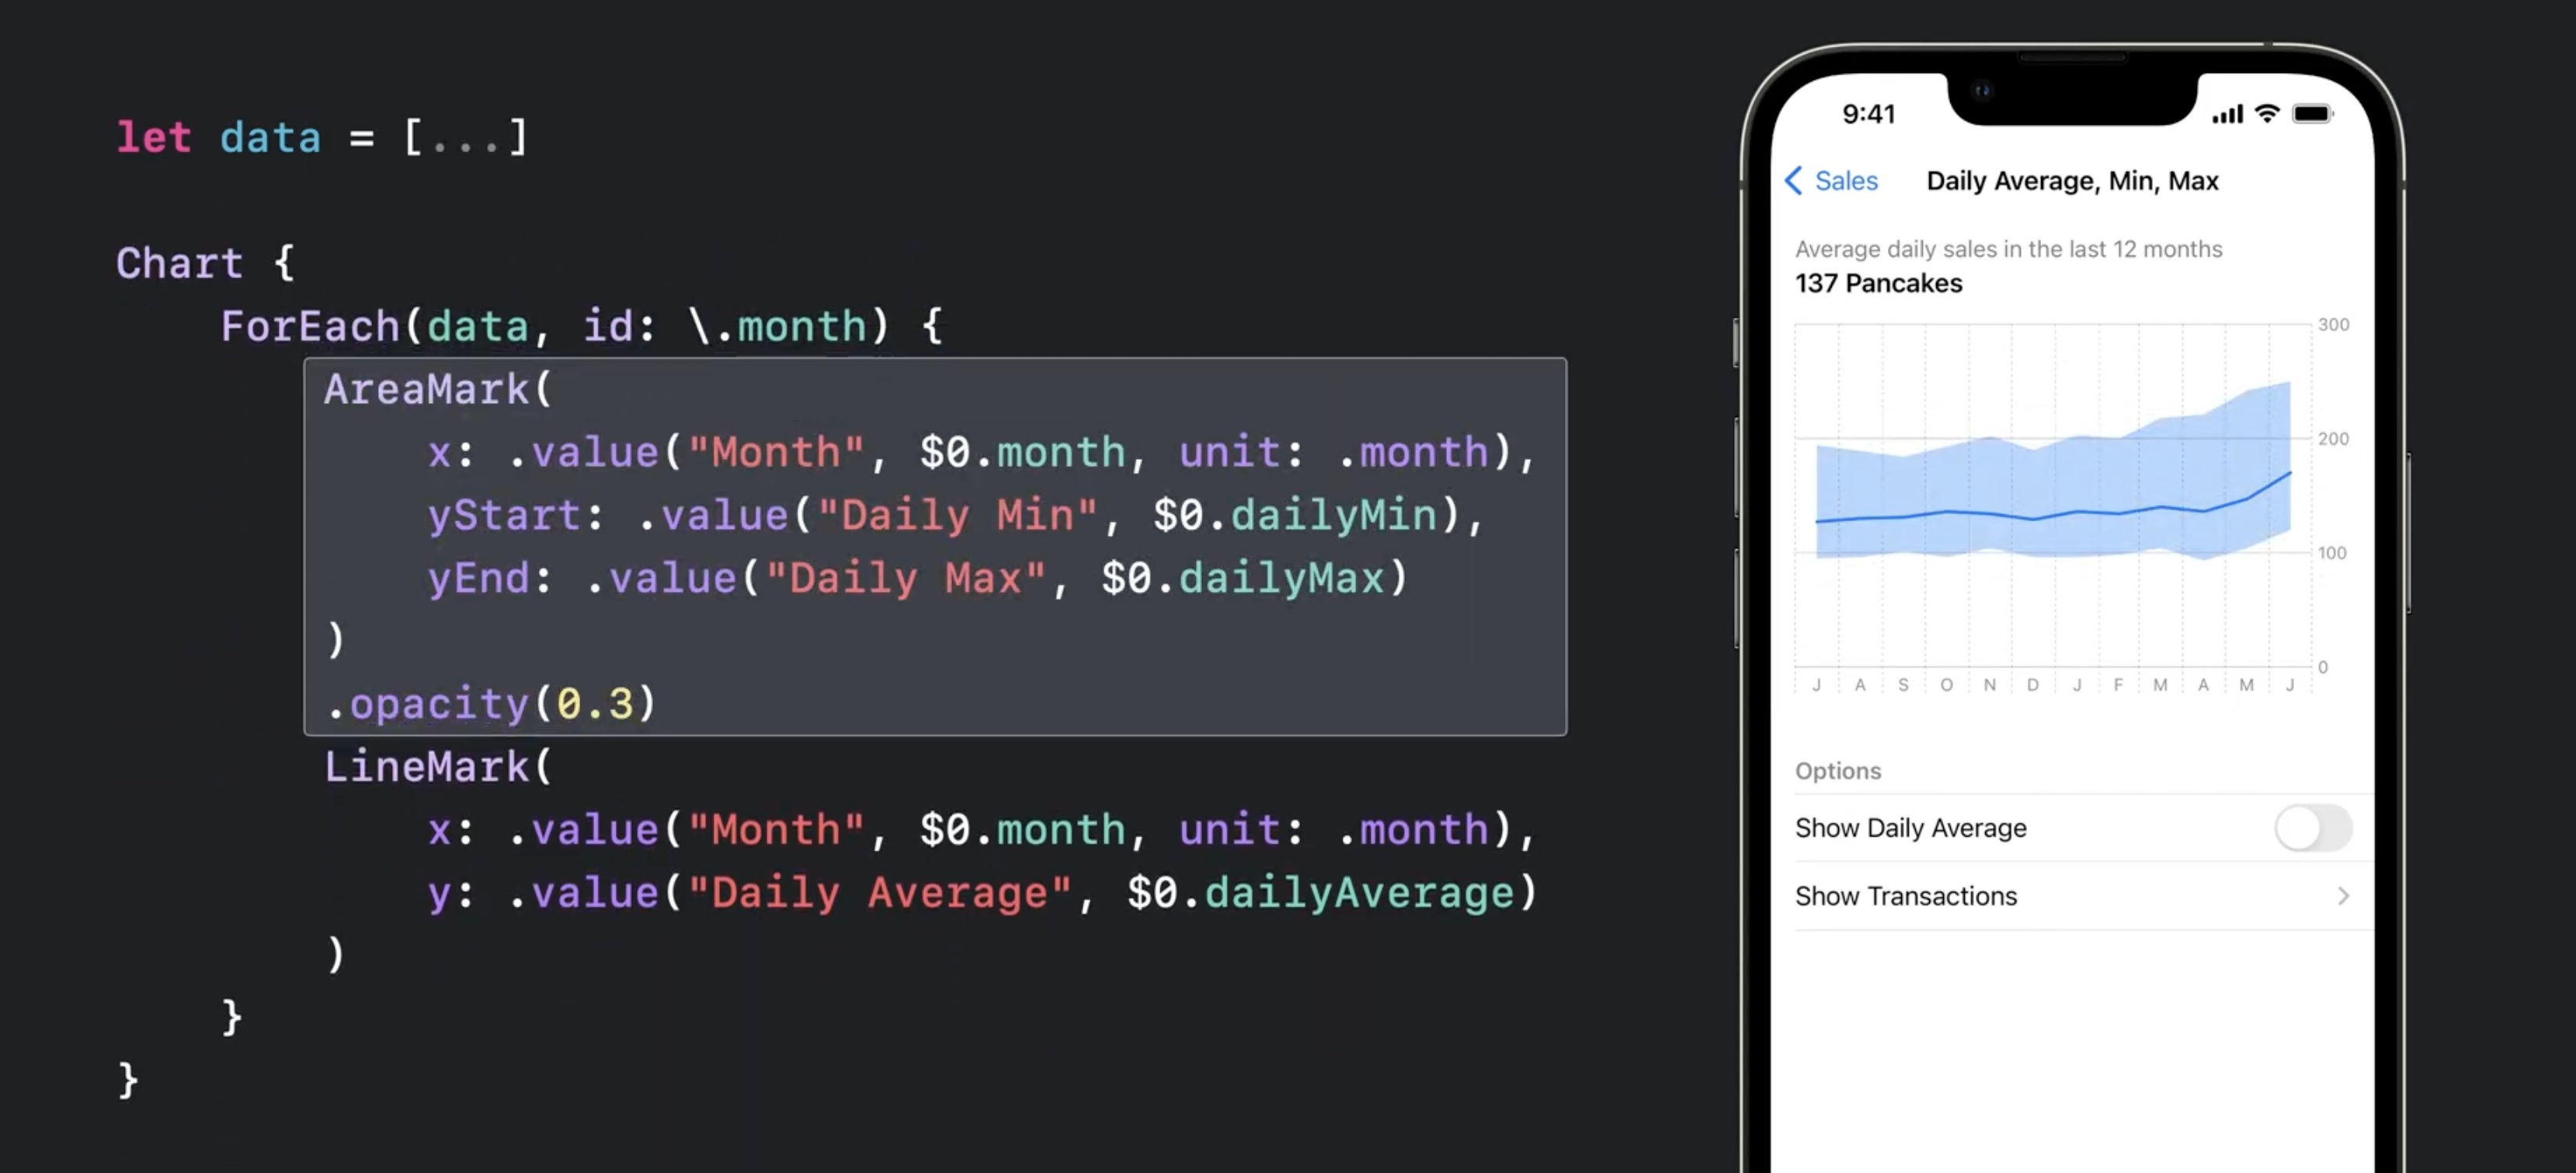 let data = [...]
Chart {
ForEach(data, id: \.month) {
AreaMark(
x: .value("Month", $0.month, unit: .month),
yStart: .value("Daily Min", $0.dailyMin),
yEnd: .value("Daily Max", $0.dailyMax)
)
.opacity(0.3)
LineMark(
x: .value("Month", $0.month, unit: .month),
y: .value("Daily Average", $0.dailyAverage)
)
}
}
9:41
Sales Daily Average, Min, Max
Average daily sales in the last 12 months
137 Pancakes
300
200
100
0
J A S O N D J F M A M J
Options
Show Daily Average
Show Transactions